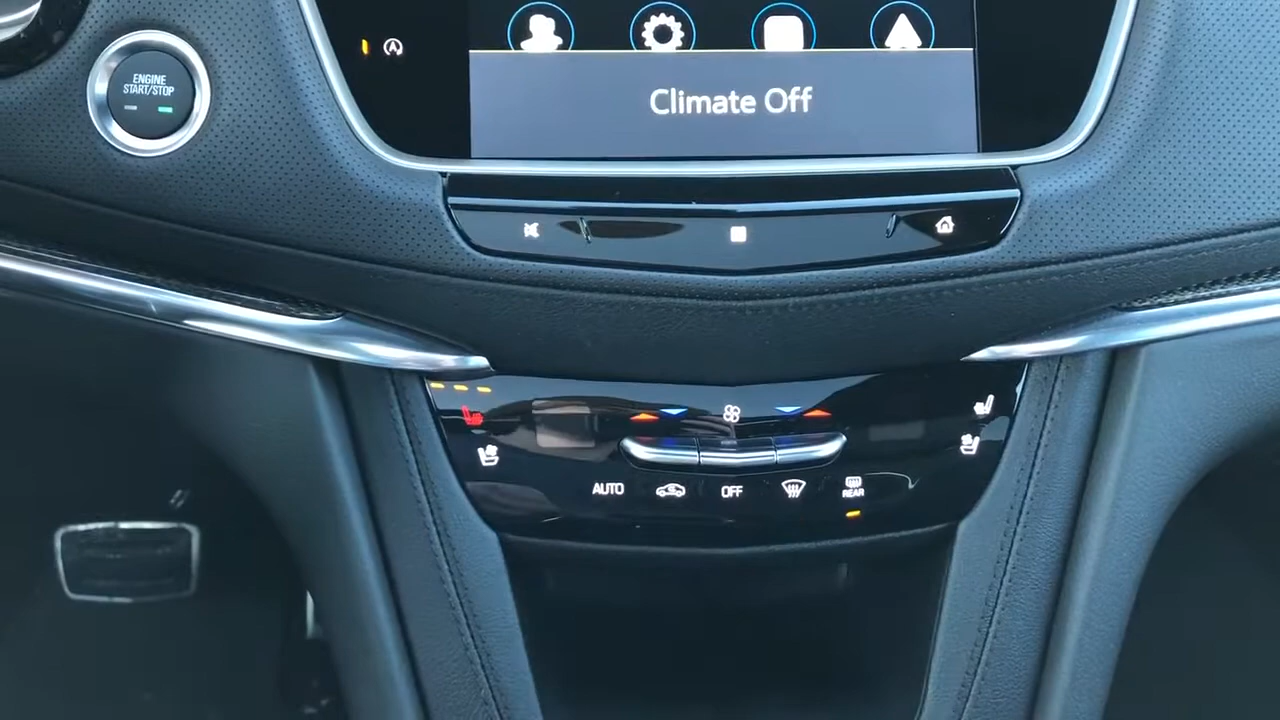 ENGINE
START/STOP
Climate Off
AUTO
OFF
REAR